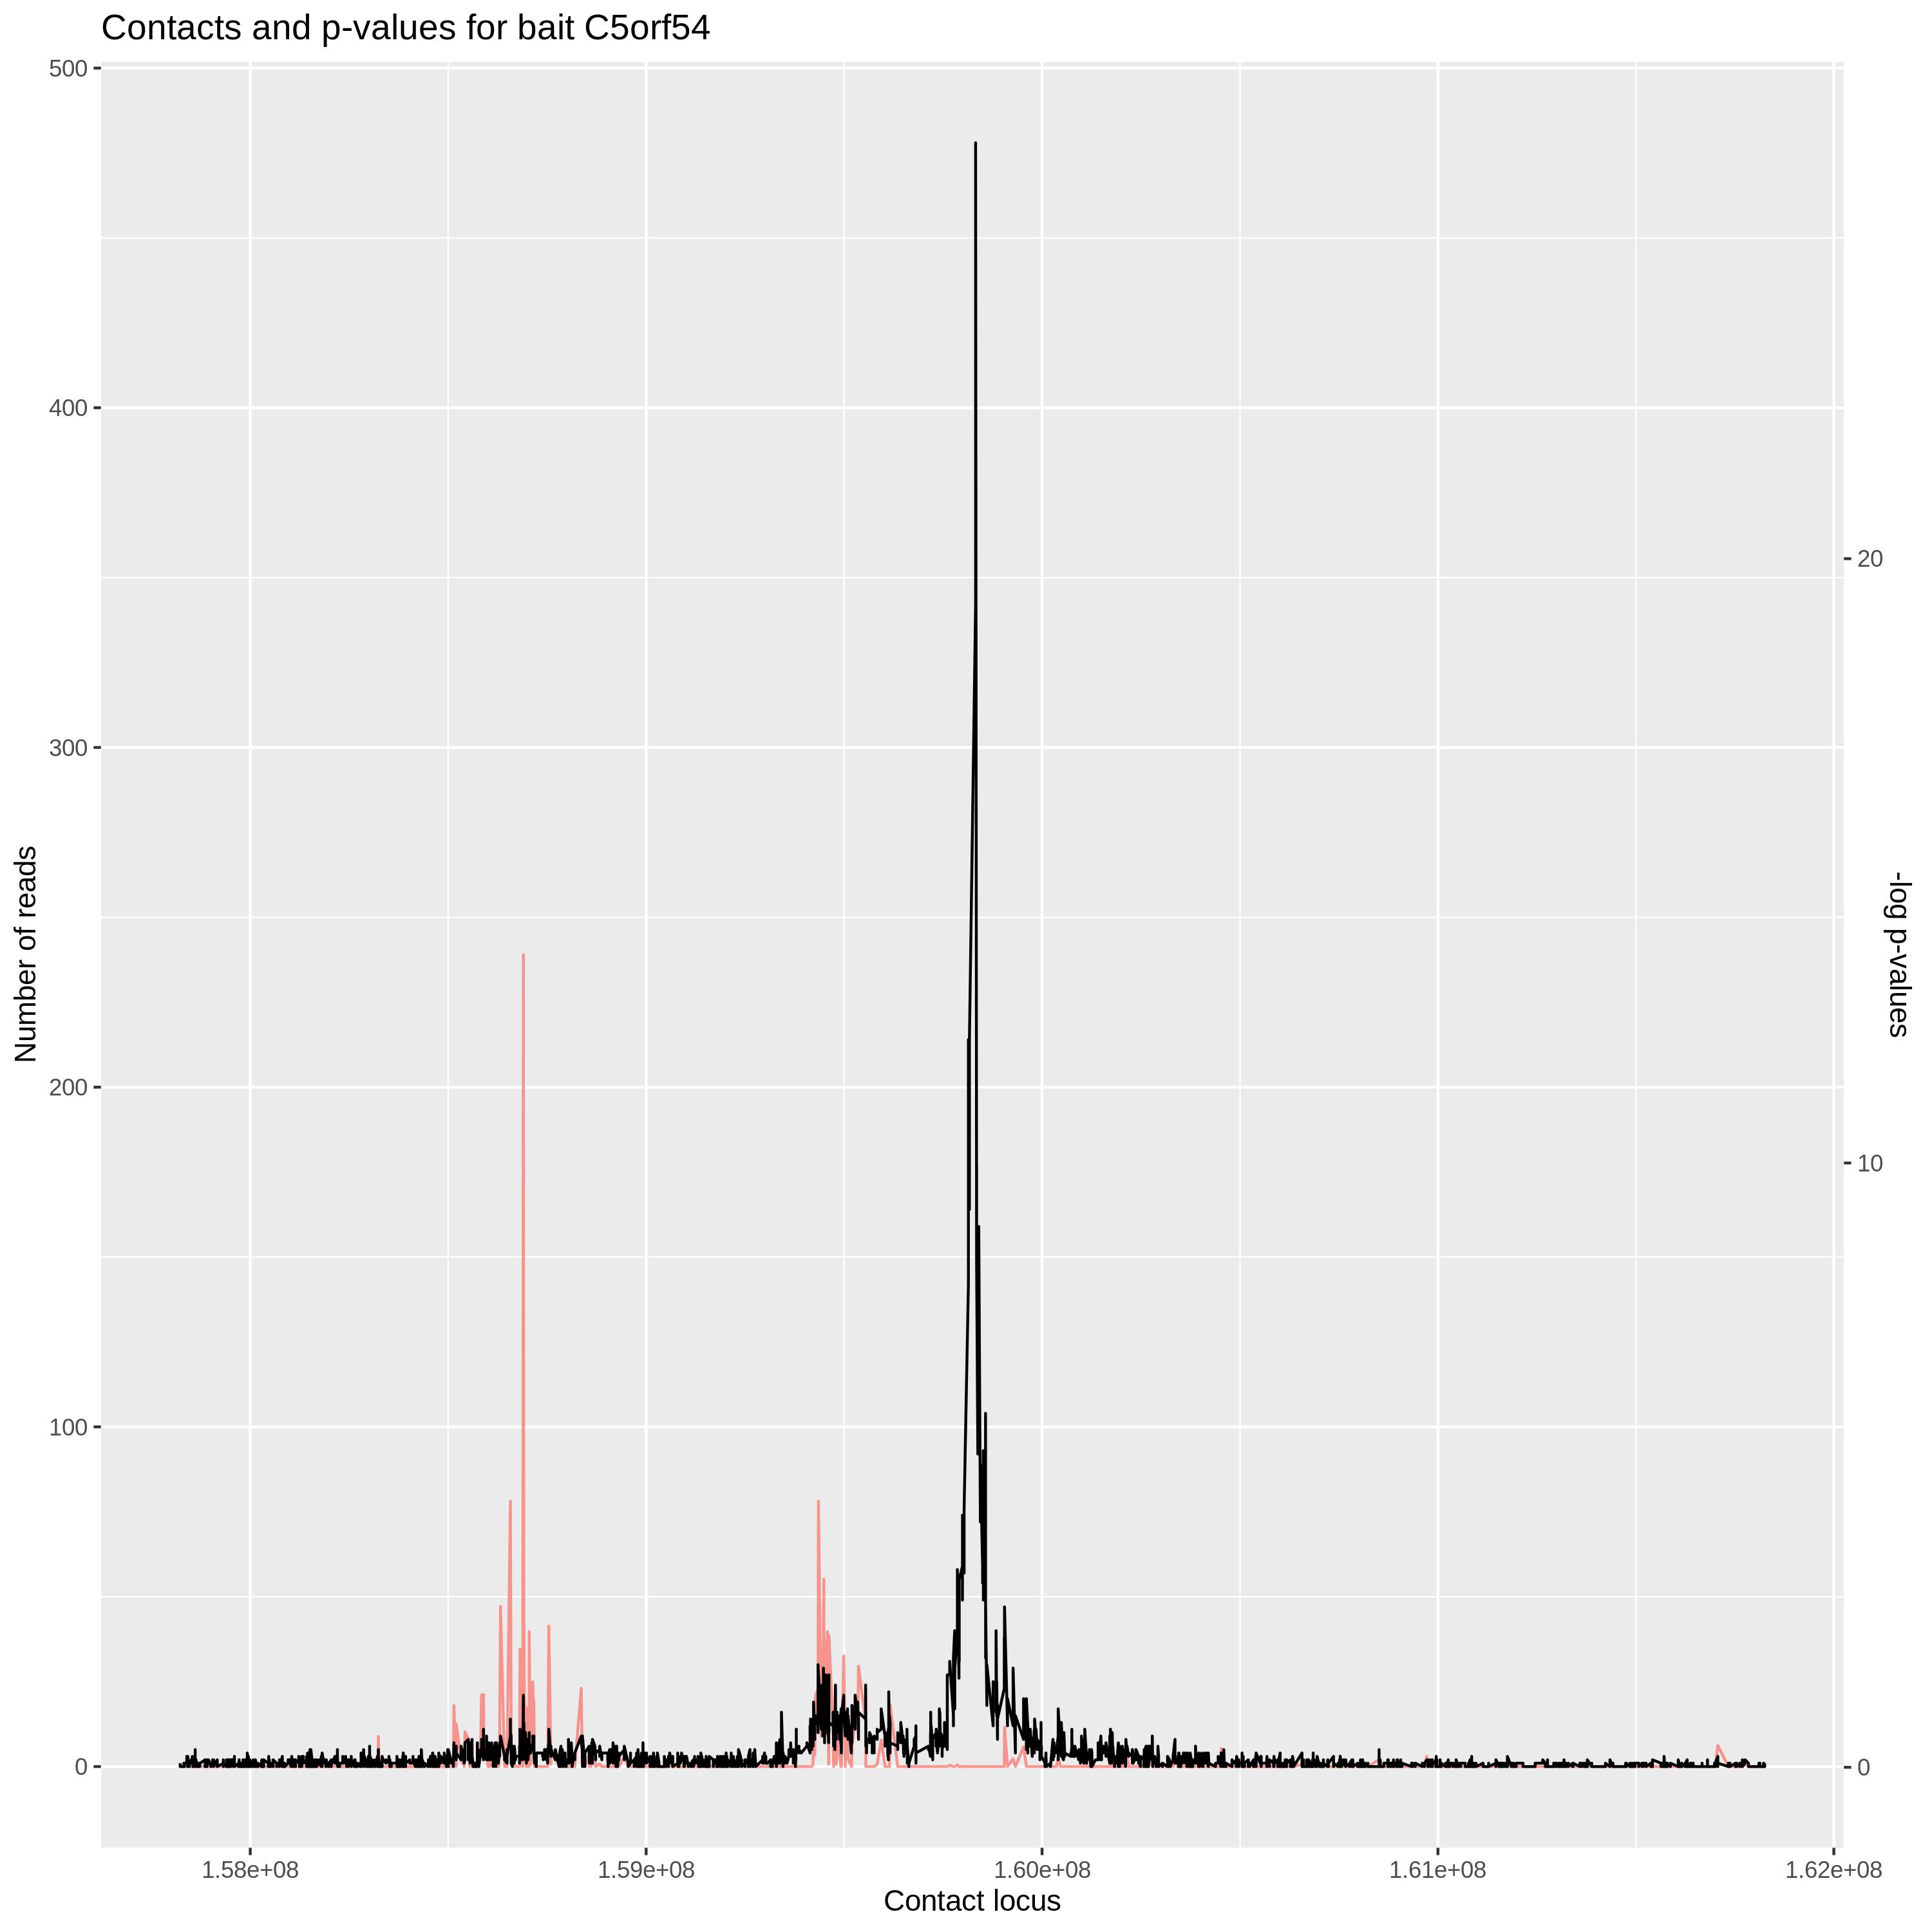 Contacts and p-values for bait C5orf54
500
400
300
200
100
0
Number of reads
20
10
0
-log p-values
1.58e+08
1.59e+08
1.60e+08
1.61e+08
1.62e+08
Contact locus